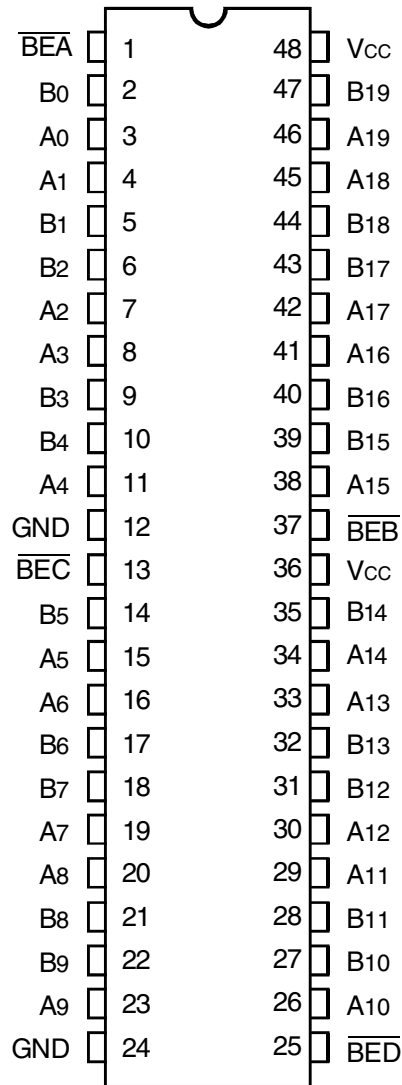 B̅E̅A̅ 1 48 VCC
B0 2 47 B19
A0 3 46 A19
A1 4 45 A18
B1 5 44 B18
B2 6 43 B17
A2 7 42 A17
A3 8 41 A16
B3 9 40 B16
B4 10 39 B15
A4 11 38 A15
GND 12 37 B̅E̅B̅
B̅E̅C̅ 13 36 VCC
B5 14 35 B14
A5 15 34 A14
A6 16 33 A13
B6 17 32 B13
B7 18 31 B12
A7 19 30 A12
A8 20 29 A11
B8 21 28 B11
B9 22 27 B10
A9 23 26 A10
GND 24 25 B̅E̅D̅